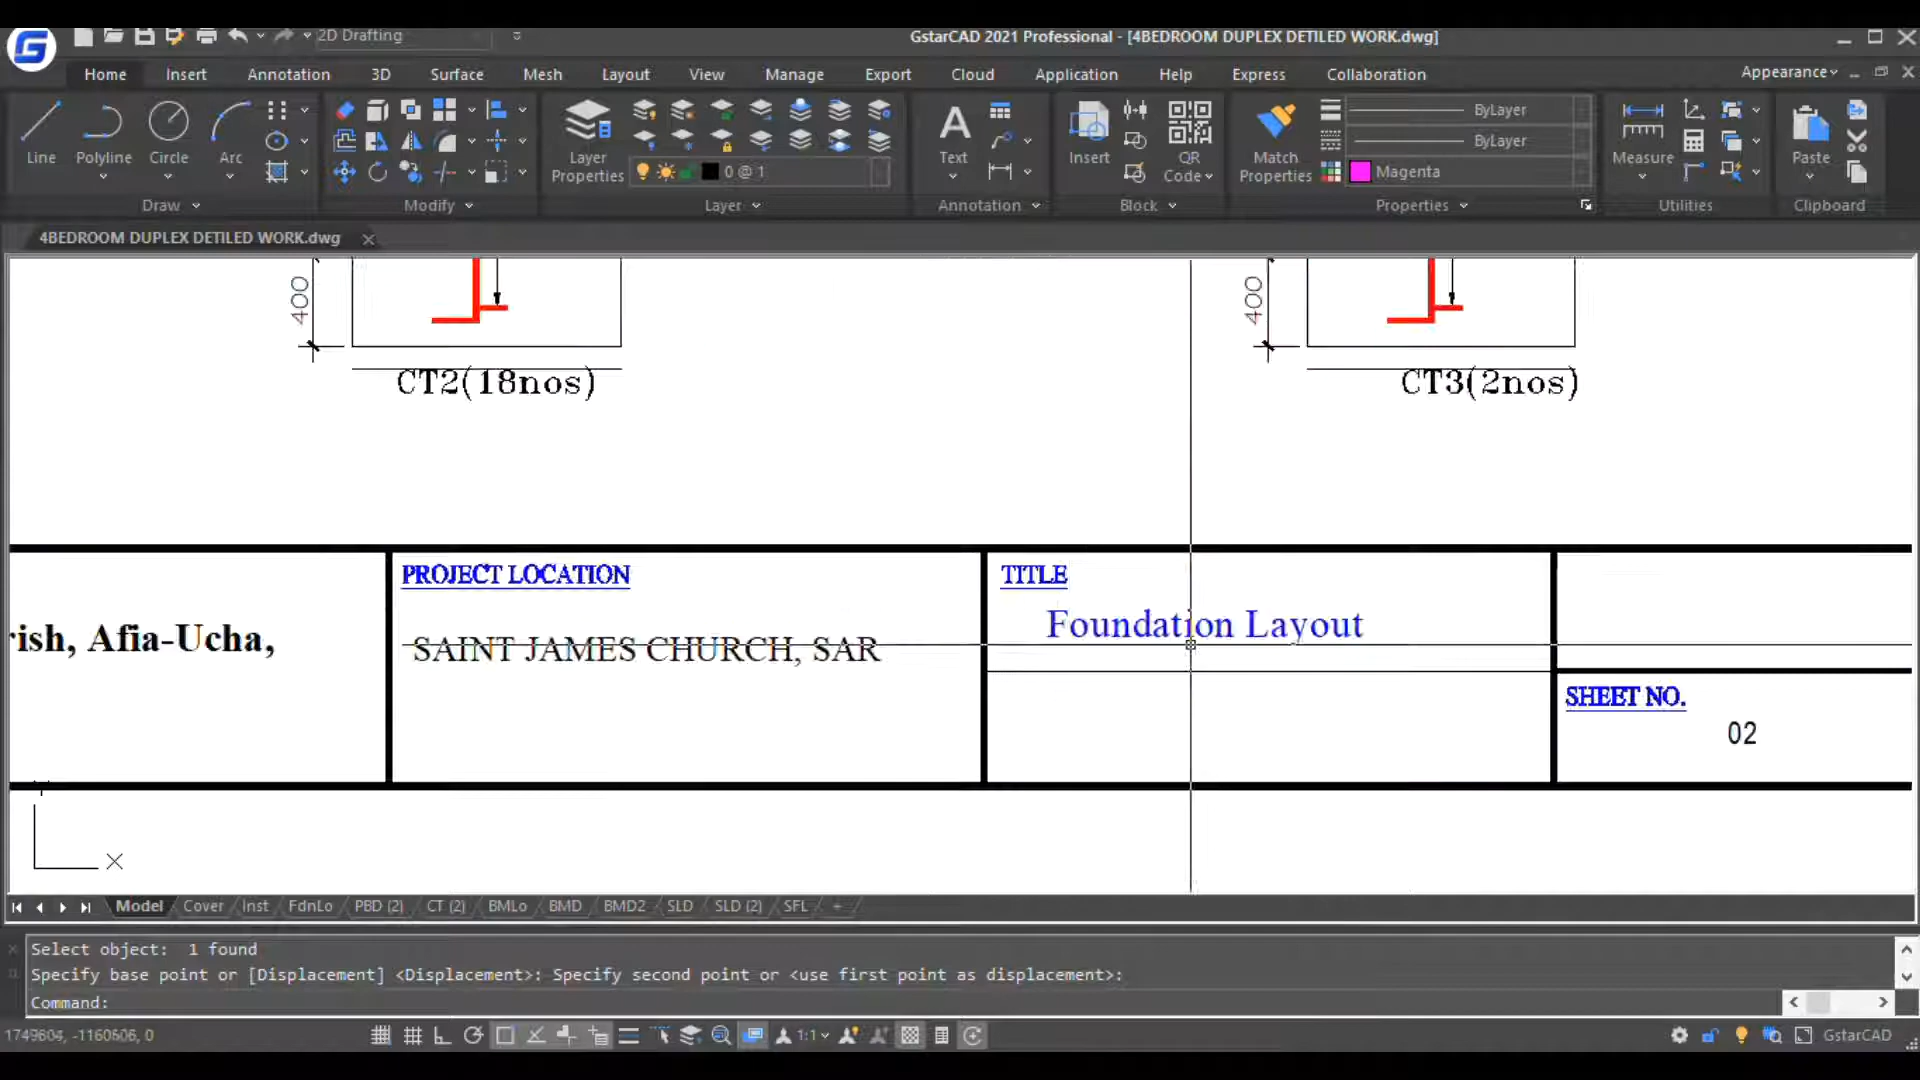 2D Drafting
GstarCAD 2021 Professional - [4BEDROOM DUPLEX DETILED WORK.dwg]
Home Insert Annotation 3D Surface Mesh Layout View Manage Export Cloud Application Help Express Collaboration Appearance
Line Polyline Circle Arc
Layer Properties
0 @ 1
Text
Insert
QR Code
Match Properties
ByLayer
ByLayer
Magenta
Measure
Paste
Draw Modify Layer Annotation Block Properties Utilities Clipboard
4BEDROOM DUPLEX DETILED WORK.dwg
400
400
CT2(18nos)
CT3(2nos)
PROJECT LOCATION
TITLE
Foundation Layout
rish, Afia-Ucha,
SAINT JAMES CHURCH, SAR
SHEET NO.
02
X
Model Cover Inst FdnLo PBD (2) CT (2) BMLo BMD BMD2 SLD SLD (2) SFL +
Select object: 1 found
Specify base point or [Displacement] <Displacement>: Specify second point or <use first point as displacement>:
Command:
1749604, -1160606, 0
1:1
GstarCAD